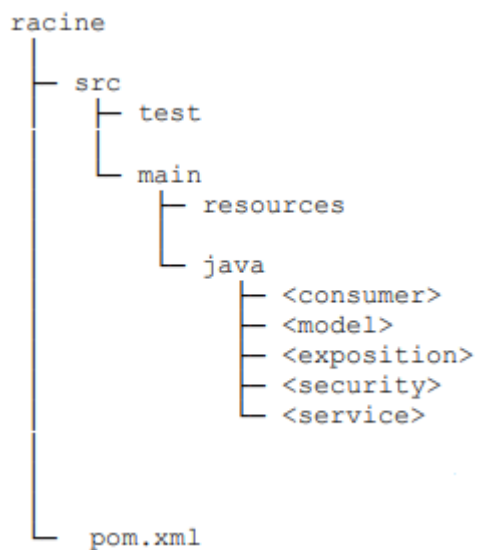 racine
src
test
main
resources
java
<consumer>
<model>
<exposition>
<security>
<service>
pom.xml